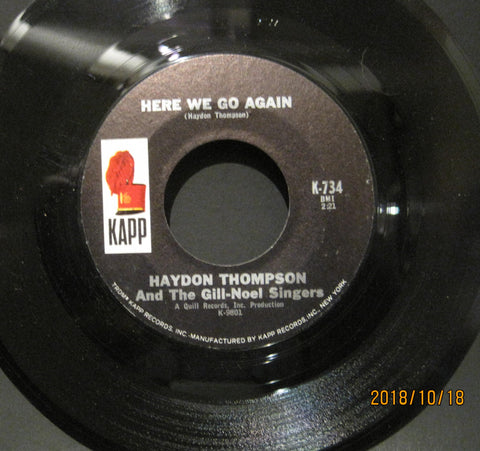 HERE WE GO AGAIN
(Haydon Thompson)
K-734
BMI
2:21
KAPP
HAYDON THOMPSON
And The Gill-Noel Singers
A Quill Records, Inc. Production
K-9801
KAPP RECORDS, INC.-MANUFACTURED BY KAPP RECORDS, INC., NEW YORK
2018/10/18